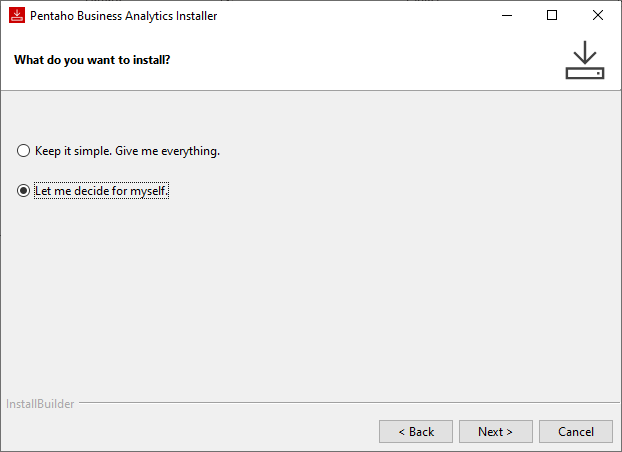 Pentaho Business Analytics Installer
What do you want to install?
Keep it simple. Give me everything.
Let me decide for myself.
InstallBuilder
< Back
Next >
Cancel